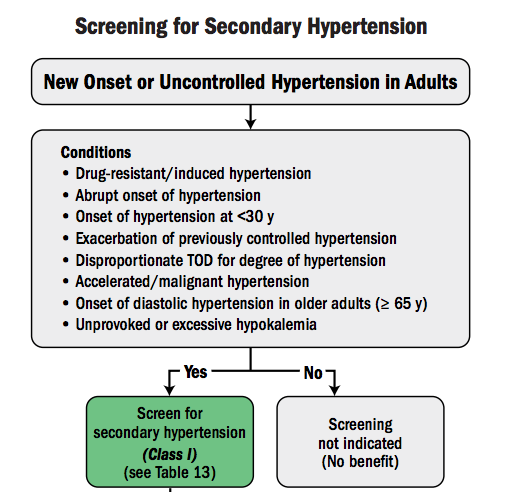 Screening for Secondary Hypertension
New Onset or Uncontrolled Hypertension in Adults
Conditions
• Drug-resistant/induced hypertension
• Abrupt onset of hypertension
• Onset of hypertension at <30 y
• Exacerbation of previously controlled hypertension
• Disproportionate TOD for degree of hypertension
• Accelerated/malignant hypertension
• Onset of diastolic hypertension in older adults (≥ 65 y)
• Unprovoked or excessive hypokalemia
Yes
No
Screen for
secondary hypertension
(Class I)
(see Table 13)
Screening
not indicated
(No benefit)